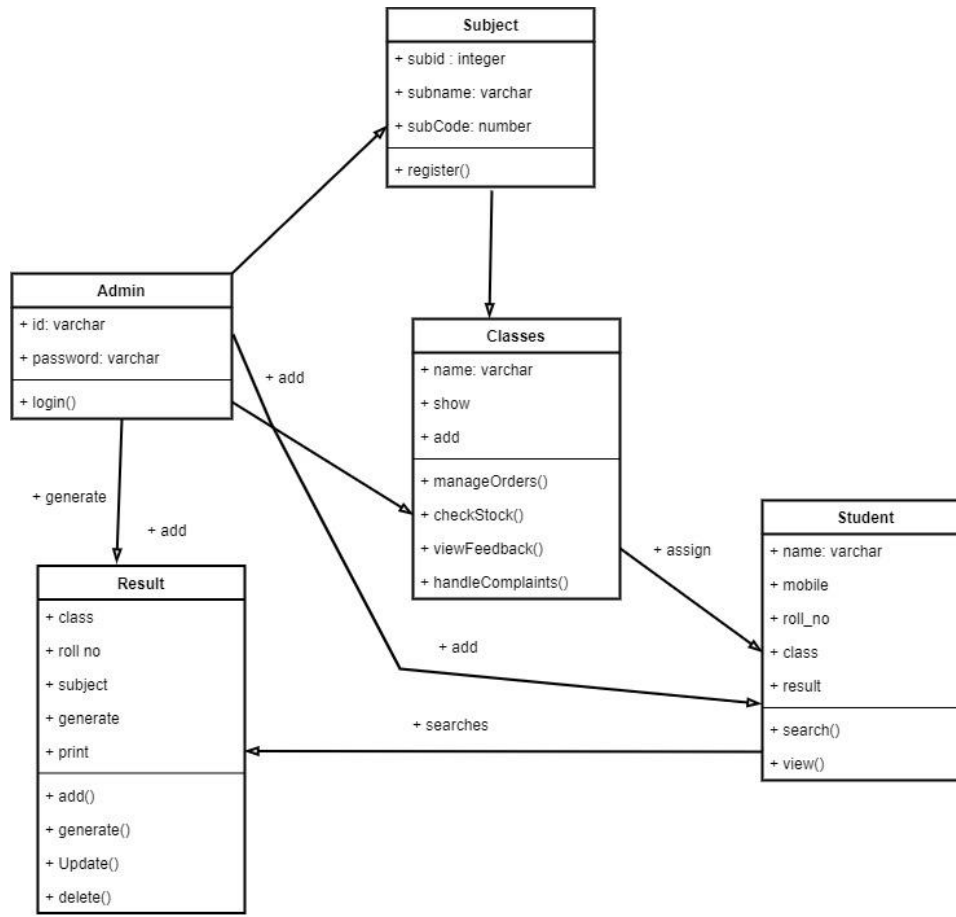 Subject
+ subid : integer
+ subname: varchar
+ subCode: number
+ register()
Admin
+ id: varchar
+ password: varchar
+ login()
+ add
Classes
+ name: varchar
+ show
+ add
+ manageOrders()
+ checkStock()
+ viewFeedback()
+ handleComplaints()
+ generate
+ add
+ assign
Student
+ name: varchar
+ mobile
+ roll_no
+ class
+ result
+ search()
+ view()
+ add
+ searches
Result
+ class
+ roll no
+ subject
+ generate
+ print
+ add()
+ generate()
+ Update()
+ delete()